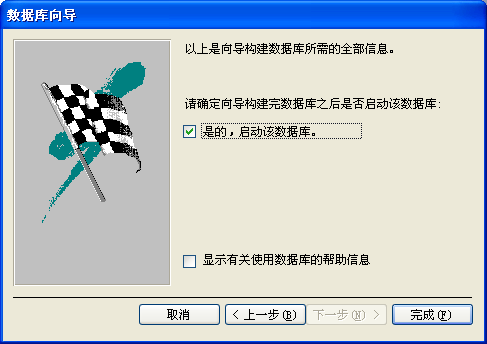 数据库向导
以上是向导构建数据库所需的全部信息。
请确定向导构建完数据库之后是否启动该数据库:
是的，启动该数据库。
显示有关使用数据库的帮助信息
取消
< 上一步(B)
下一步(N) >
完成(F)